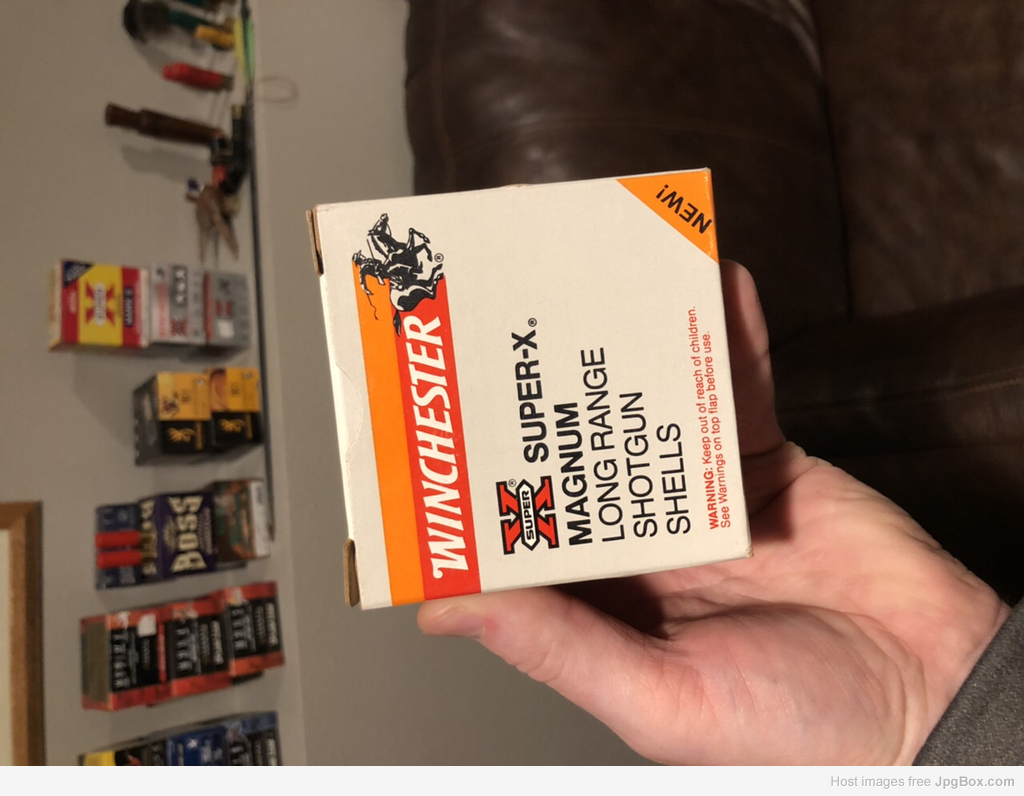 WINCHESTER
®
SUPER X ® SUPER-X®
MAGNUM
LONG RANGE
SHOTGUN
SHELLS
WARNING: Keep out of reach of children.
See Warnings on top flap before use.
NEW!
BOSS
Host images free JpgBox.com